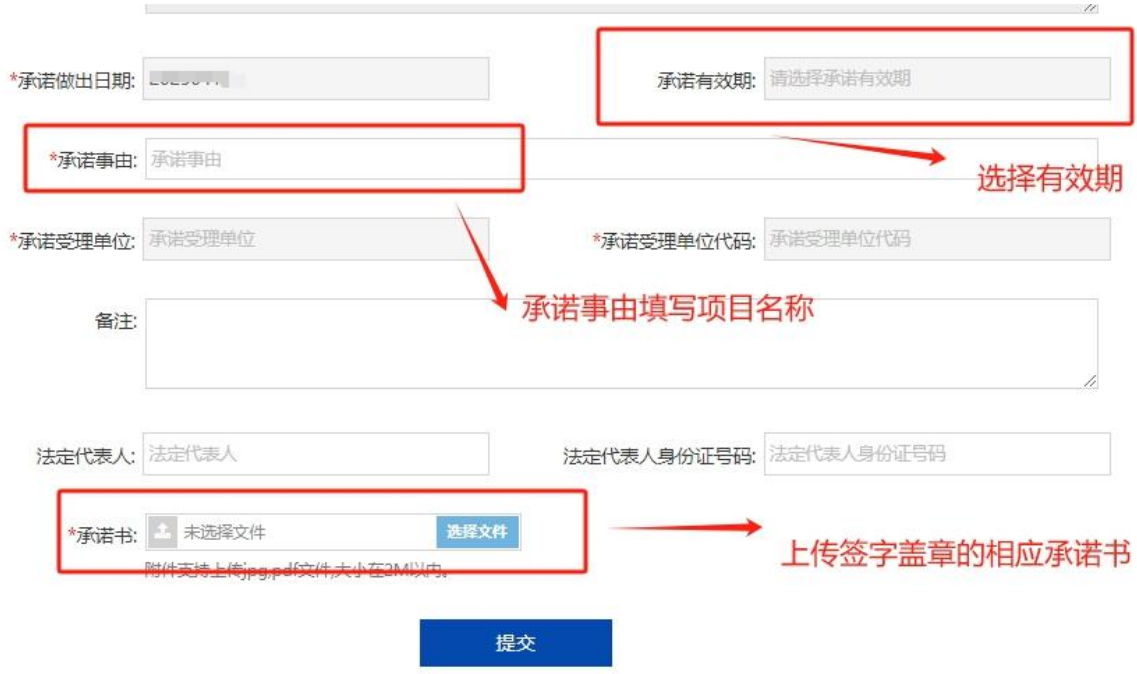 *承诺做出日期:
承诺有效期: 请选择承诺有效期
*承诺事由: 承诺事由
选择有效期
*承诺受理单位: 承诺受理单位
*承诺受理单位代码: 承诺受理单位代码
承诺事由填写项目名称
备注:
法定代表人: 法定代表人
法定代表人身份证号码: 法定代表人身份证号码
*承诺书: 未选择文件 选择文件
上传签字盖章的相应承诺书
附件支持上传jpg,pdf文件,大小在2M以内。
提交